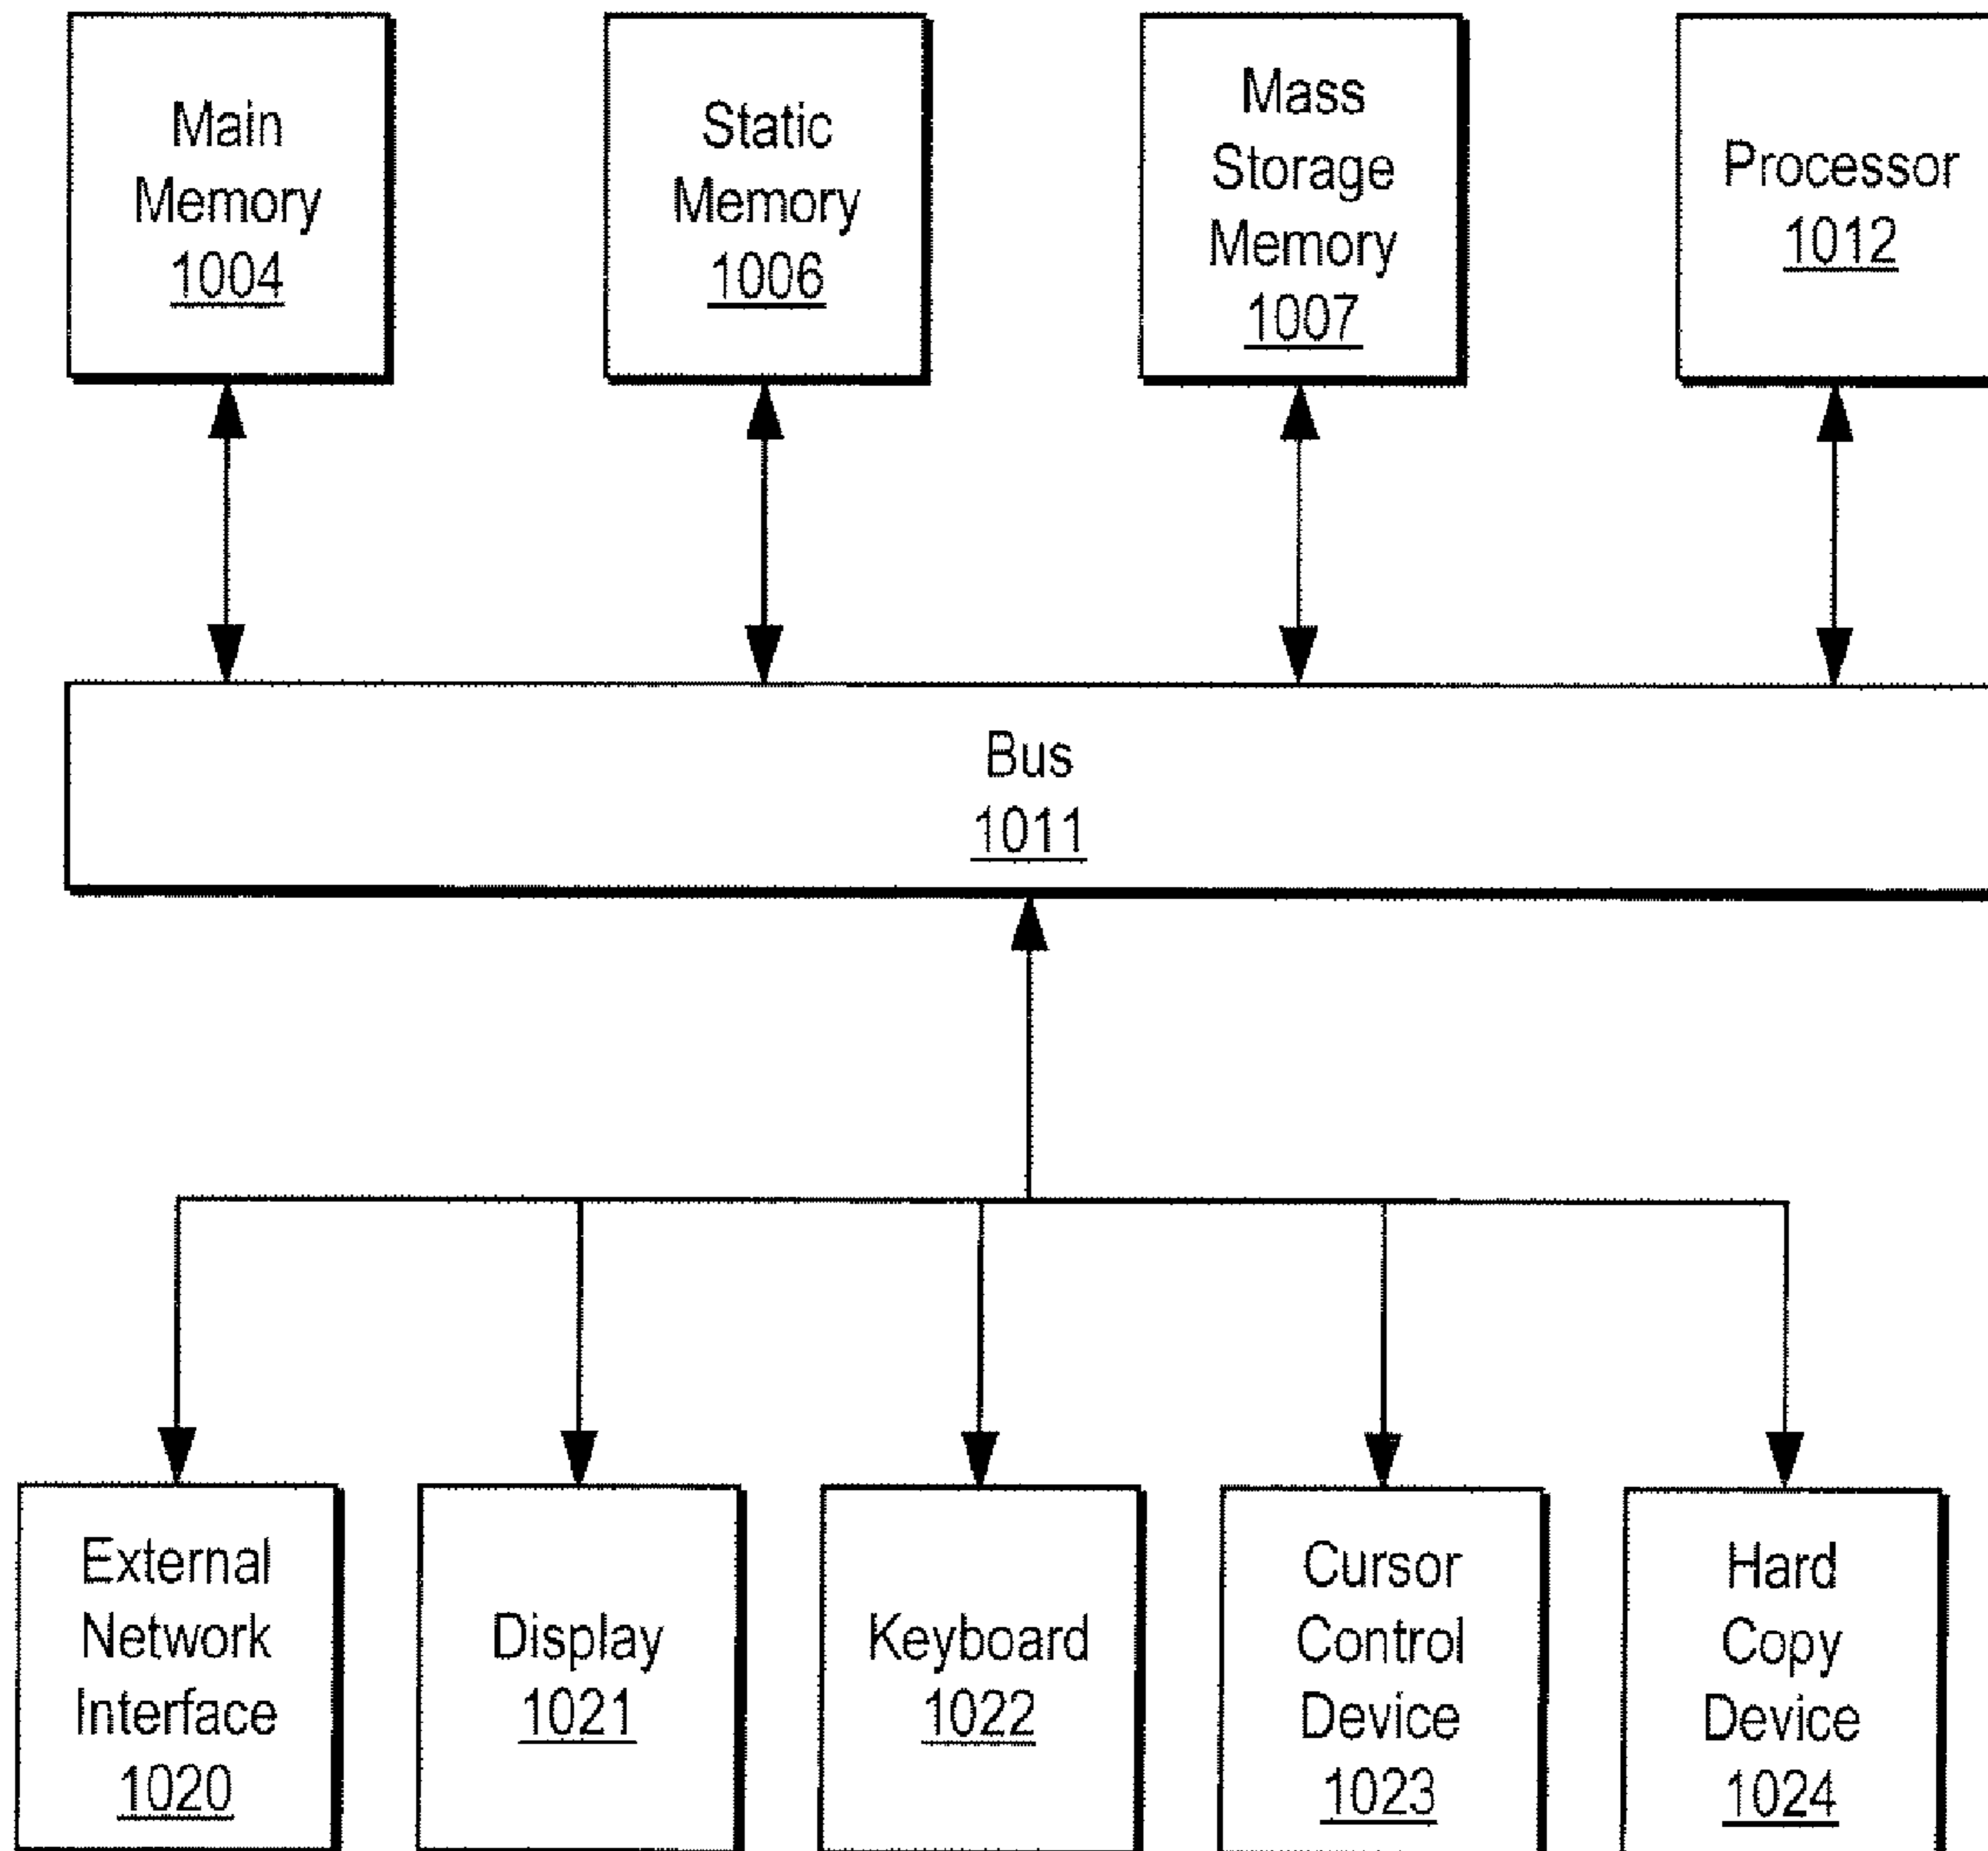 Main
Memory
1004
Static
Memory
1006
Mass
Storage
Memory
1007
Processor
1012
Bus
1011
External
Network
Interface
1020
Display
1021
Keyboard
1022
Cursor
Control
Device
1023
Hard
Copy
Device
1024